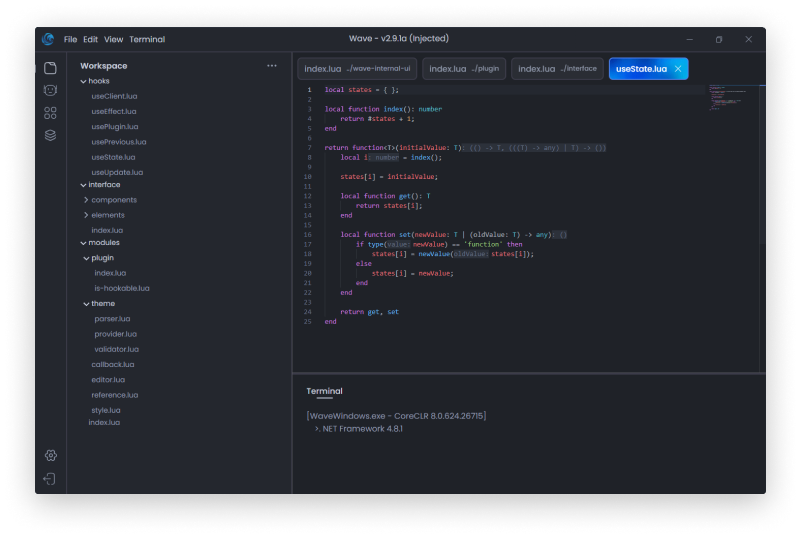 File Edit View Terminal
Wave - v2.9.1a (Injected)
Workspace
hooks
useClient.lua
useEffect.lua
usePlugin.lua
usePrevious.lua
useState.lua
useUpdate.lua
interface
components
elements
index.lua
modules
plugin
index.lua
is-hookable.lua
theme
parser.lua
provider.lua
validator.lua
callback.lua
editor.lua
reference.lua
style.lua
index.lua
index.lua ../wave-internal-ui
index.lua ../plugin
index.lua ../interface
useState.lua
1 local states = { };
2
3 local function index(): number
4 return #states + 1;
5 end
6
7 return function<T>(initialValue: T): (() -> T, (((T) -> any) | T) -> ())
8 local i: number = index();
9
10 states[i] = initialValue;
11
12 local function get(): T
13 return states[i];
14 end
15
16 local function set(newValue: T | (oldValue: T) -> any): ()
17 if type(value: newValue) == 'function' then
18 states[i] = newValue(oldValue: states[i]);
19 else
20 states[i] = newValue;
21 end
22 end
23
24 return get, set
25 end
Terminal
[WaveWindows.exe - CoreCLR 8.0.624.26715]
>. NET Framework 4.8.1